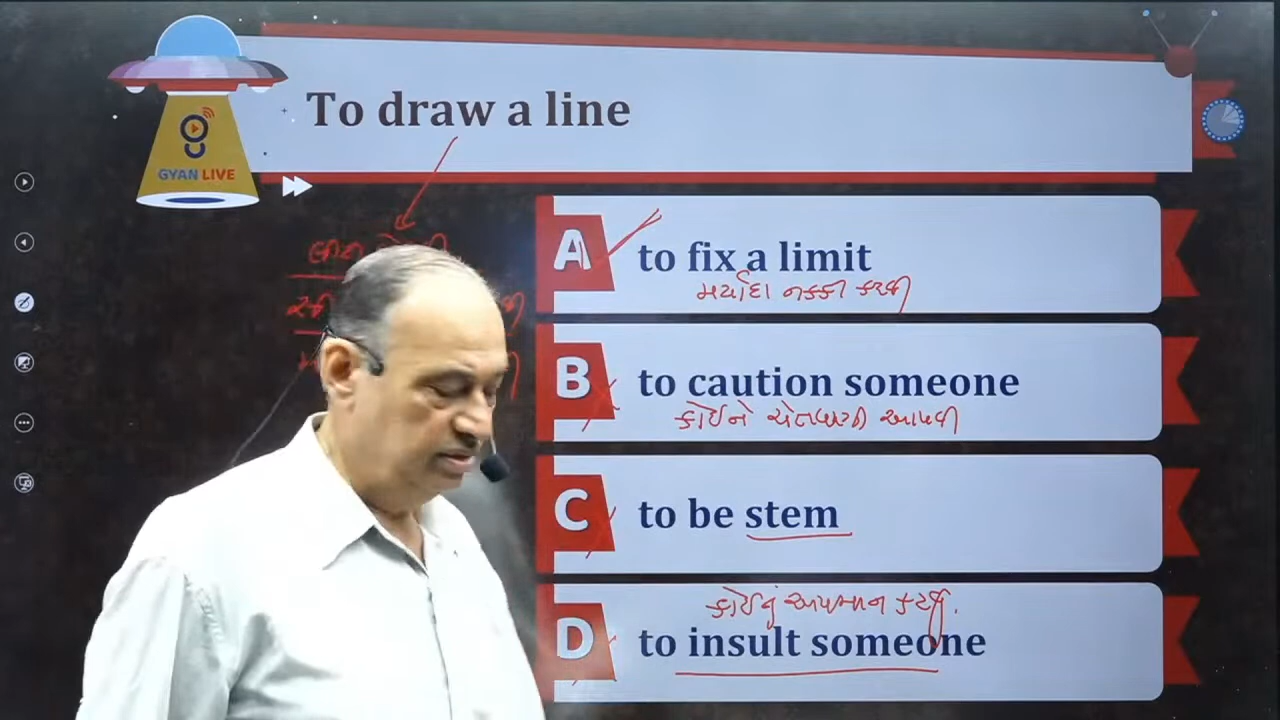 To draw a line
GYAN LIVE
A to fix a limit
મર્યાદા નક્કી કરવી
B to caution someone
કોઈને ચેતવણી આપવી
C to be stem
કોઈનું અપમાન કરવું.
D to insult someone